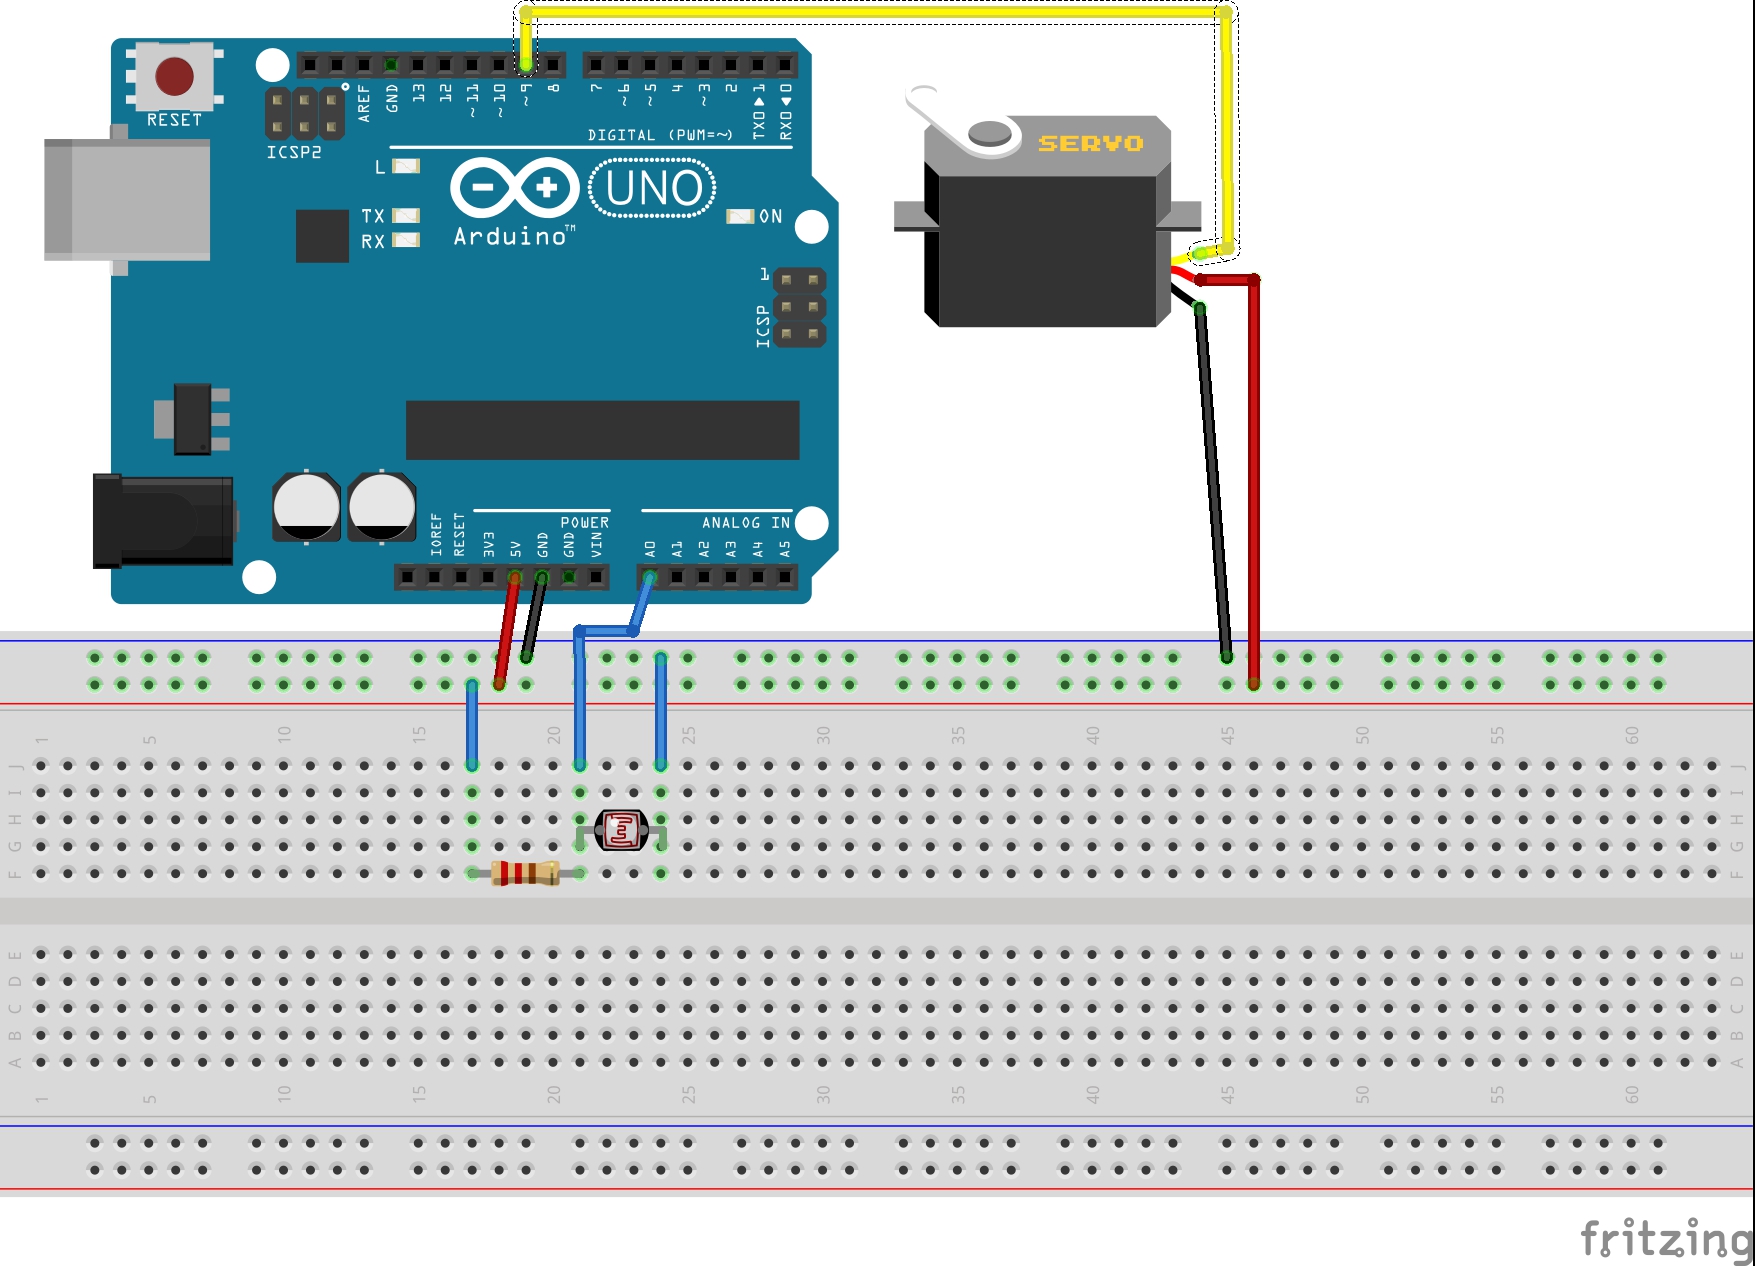 RESET
ICSP2
AREF
GND
13
12
~11
~10
~9
8
7
~6
~5
4
~3
2
TX0▶1
RX0◀0
DIGITAL (PWM=~)
L
TX
RX
UNO
Arduino™
ON
1
ICSP
SERVO
IOREF
RESET
3V3
5V
GND
GND
VIN
POWER
ANALOG IN
A0
A1
A2
A3
A4
A5
1 5 10 15 20 25 30 35 40 45 50 55 60
J J
I I
H H
G G
F F
E E
D D
C C
B B
A A
1 5 10 15 20 25 30 35 40 45 50 55 60
fritzing